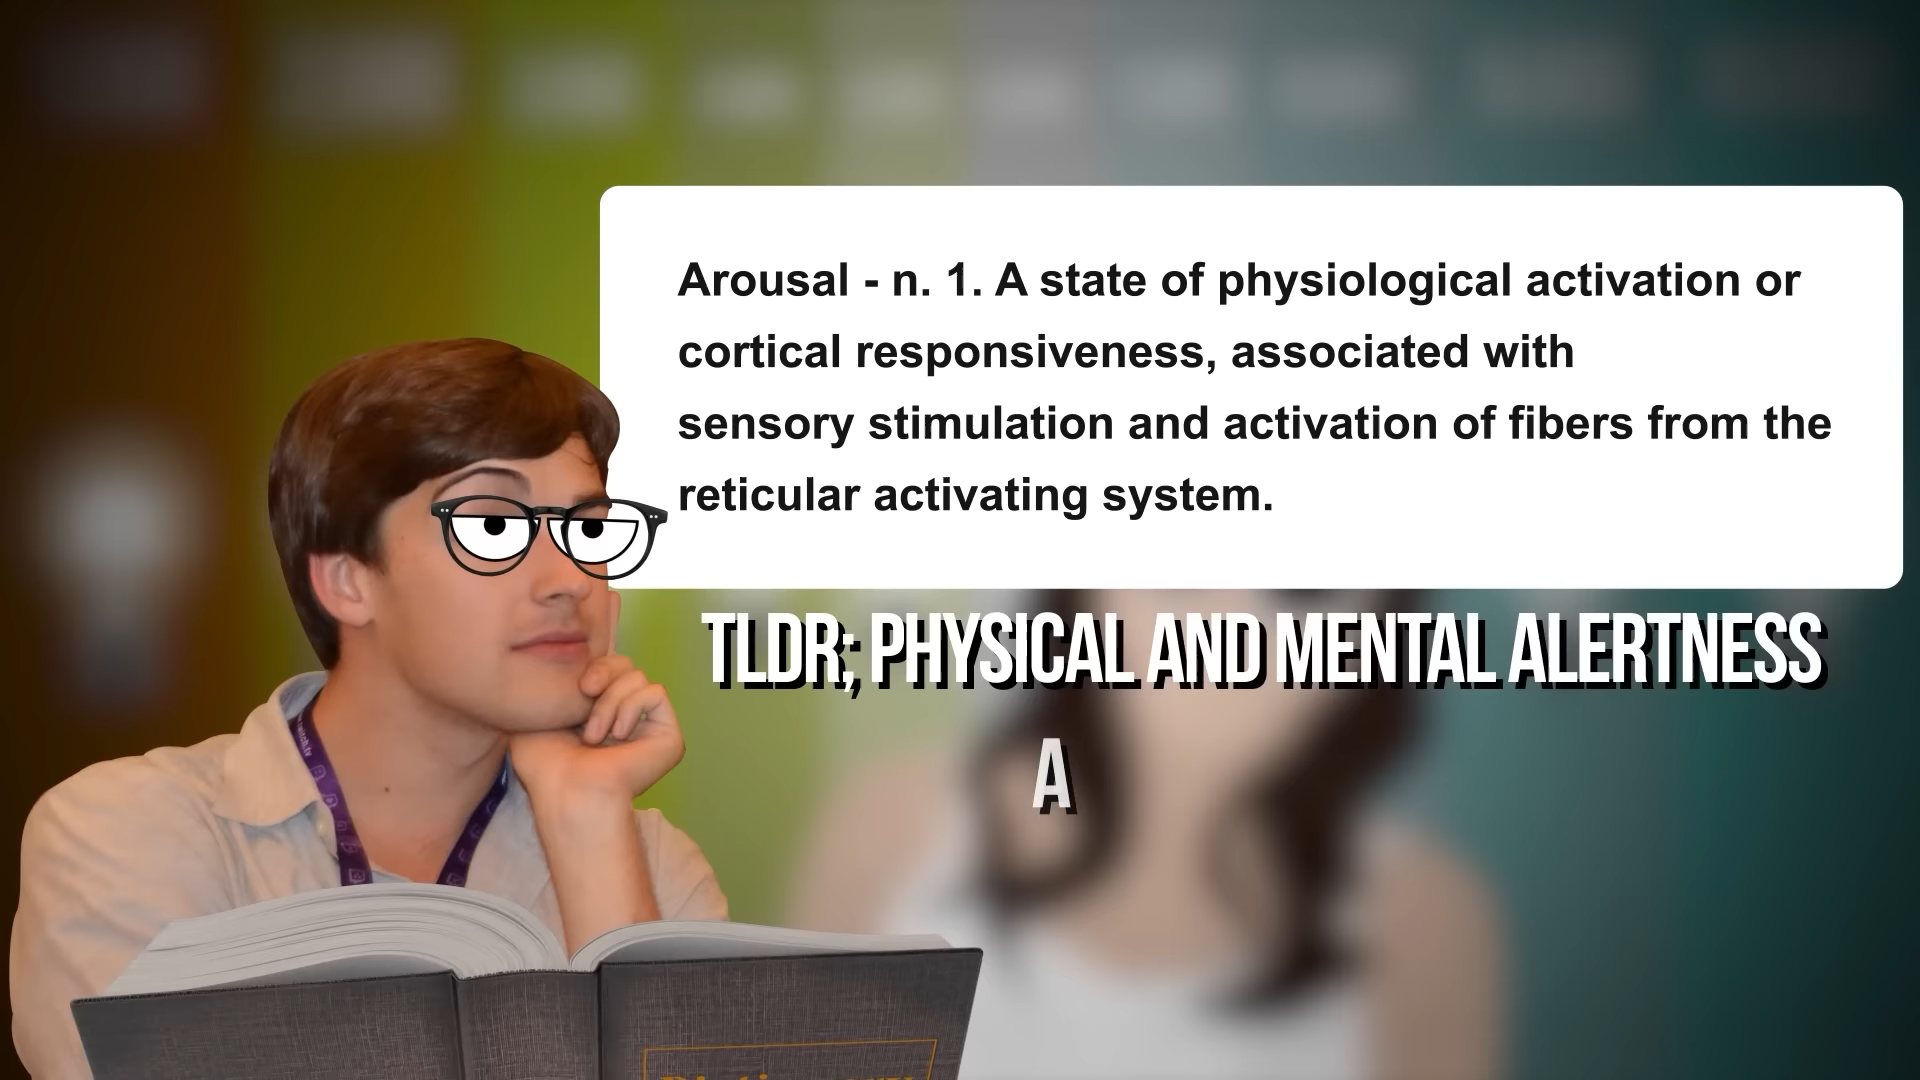 Arousal - n. 1. A state of physiological activation or
cortical responsiveness, associated with
sensory stimulation and activation of fibers from the
reticular activating system.
TLDR; PHYSICAL AND MENTAL ALERTNESS
A